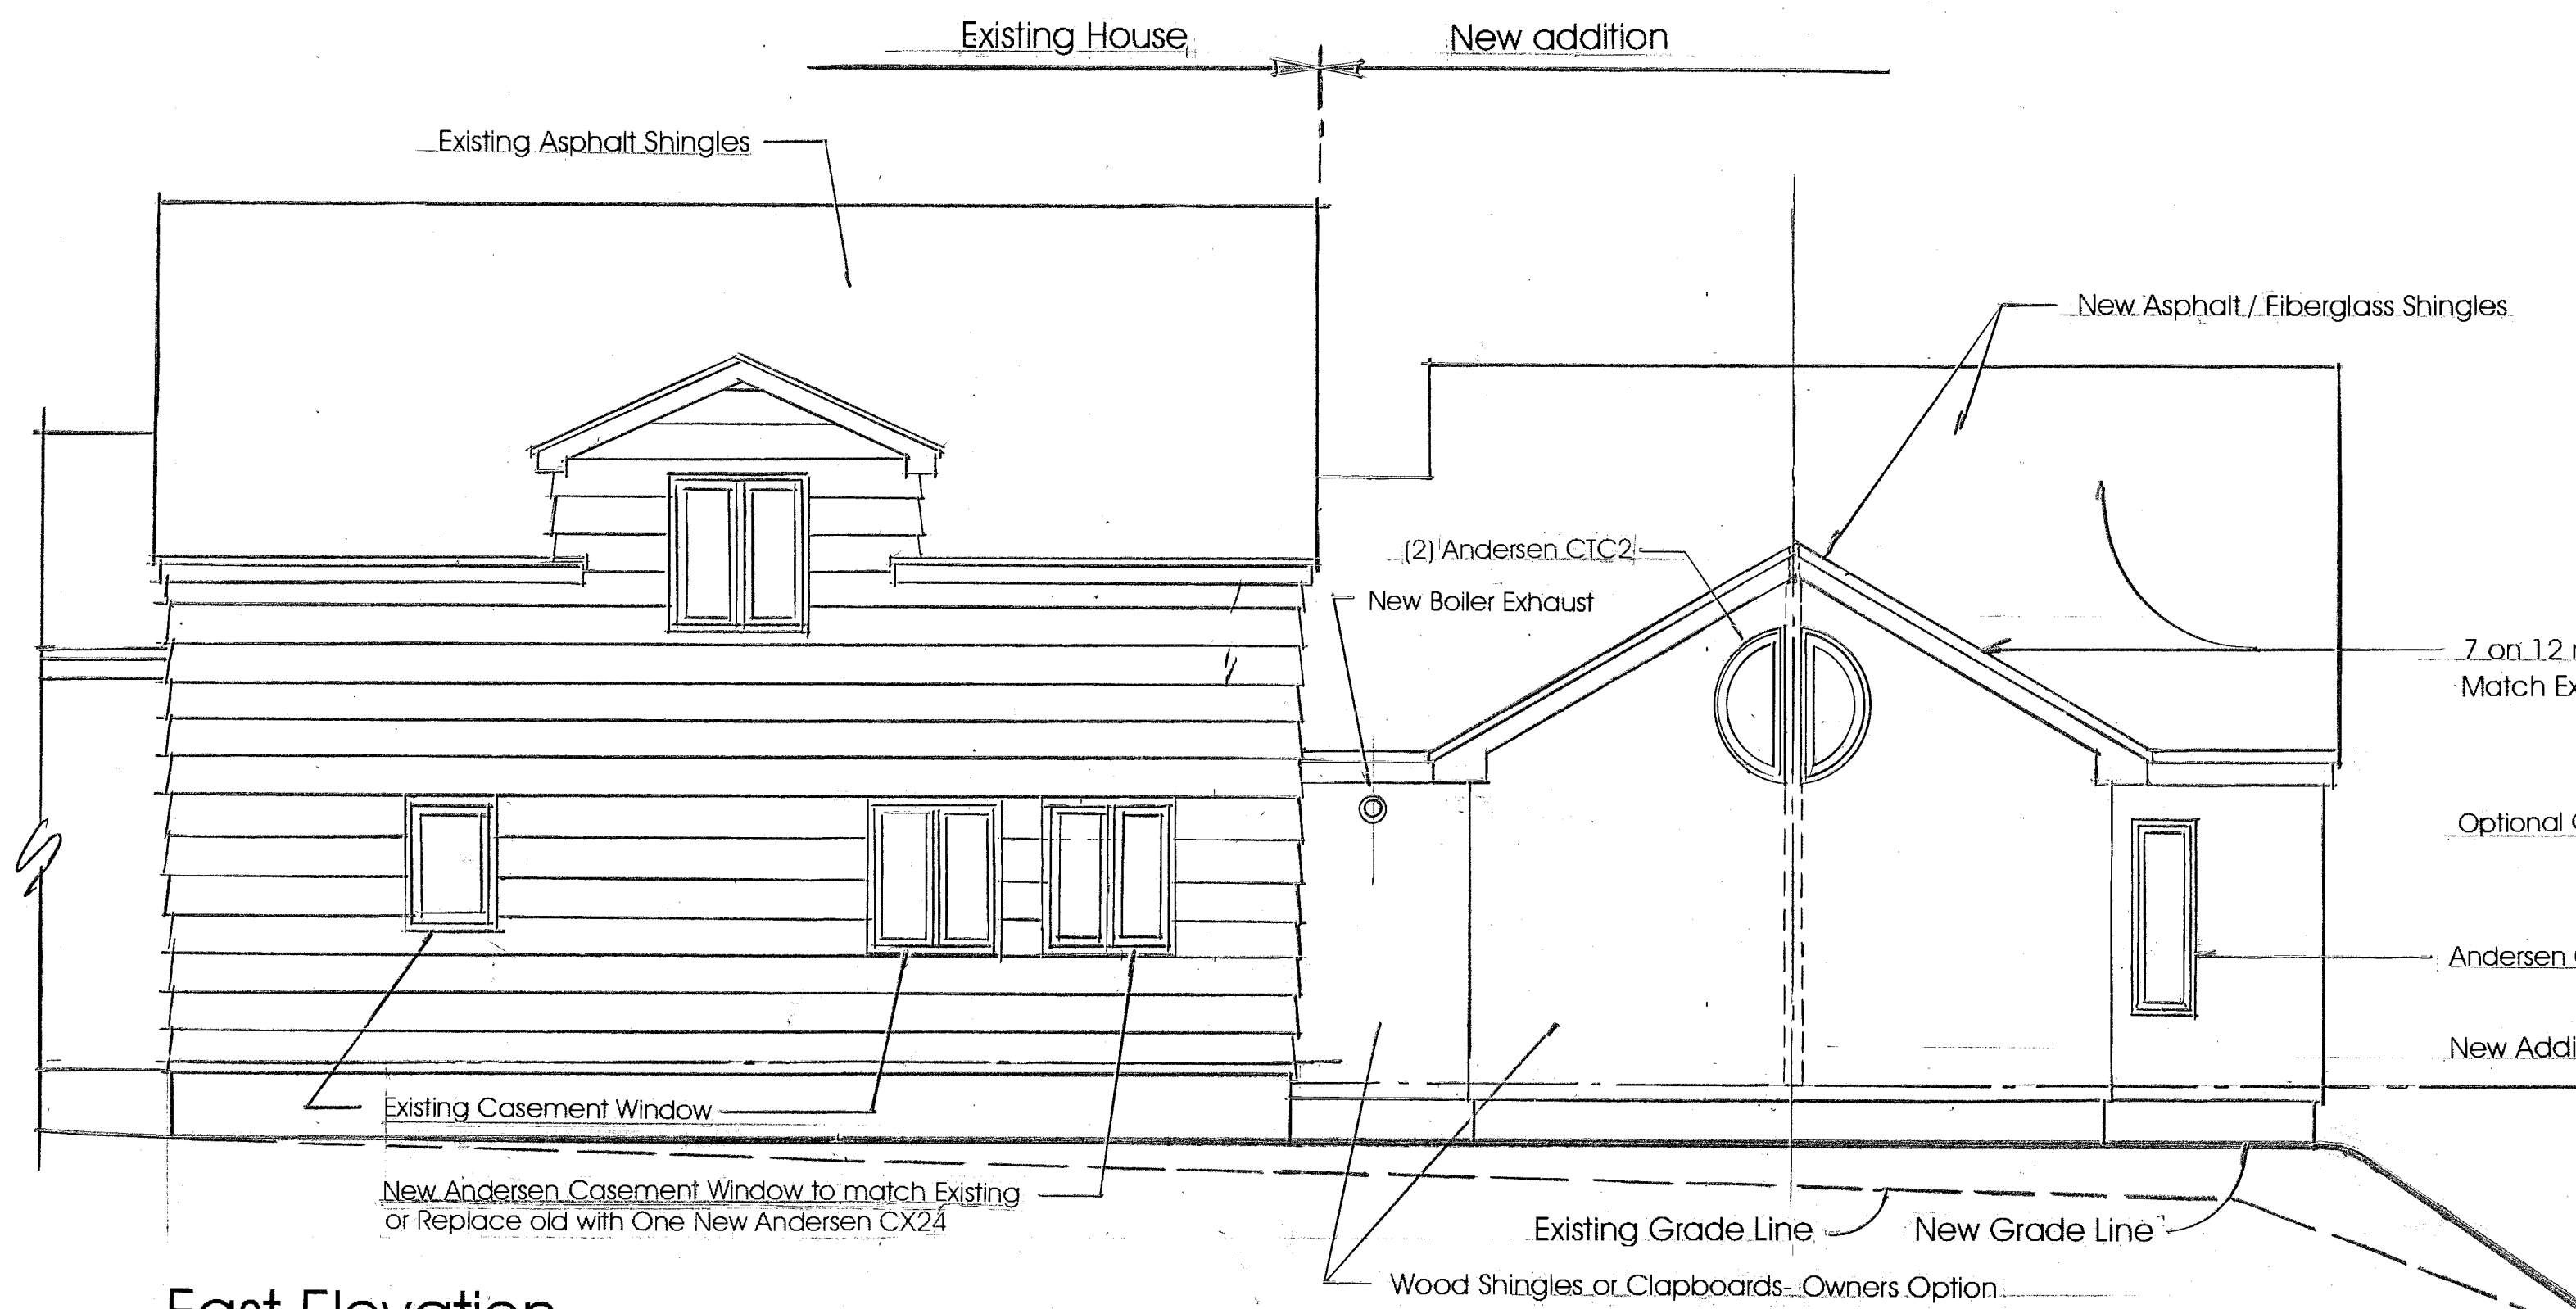 Existing House
New addition
Existing Asphalt Shingles
New Asphalt / Fiberglass Shingles
(2) Andersen CTC2
New Boiler Exhaust
7 on 12
Match
Optional
Andersen
New
Existing Casement Window
New Andersen Casement Window to match Existing
or Replace old with One New Andersen CX24
Existing Grade Line
New Grade Line
Wood Shingles or Clapboards- Owners Option
East Elevation